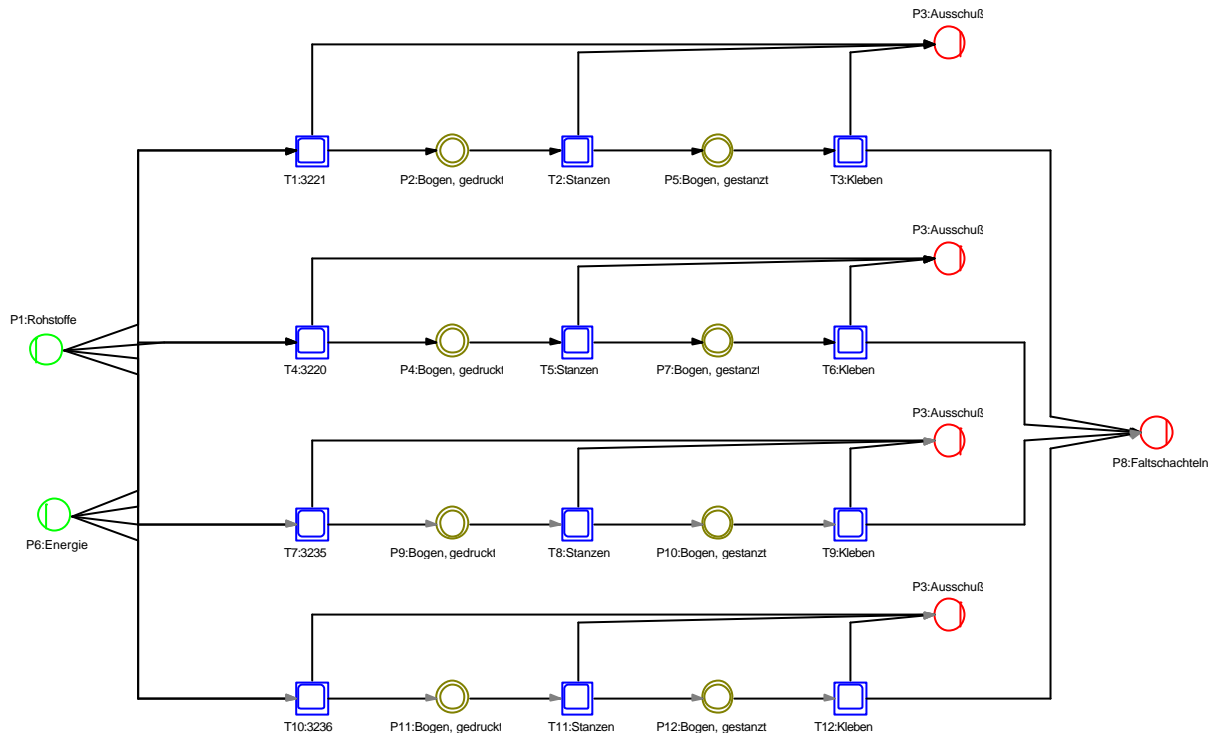 P3:Ausschuß
T1:3221
P2:Bogen, gedruckt
T2:Stanzen
P5:Bogen, gestanzt
T3:Kleben
P3:Ausschuß
P1:Rohstoffe
T4:3220
P4:Bogen, gedruckt
T5:Stanzen
P7:Bogen, gestanzt
T6:Kleben
P3:Ausschuß
P8:Faltschachteln
P6:Energie
T7:3235
P9:Bogen, gedruckt
T8:Stanzen
P10:Bogen, gestanzt
T9:Kleben
P3:Ausschuß
T10:3236
P11:Bogen, gedruckt
T11:Stanzen
P12:Bogen, gestanzt
T12:Kleben